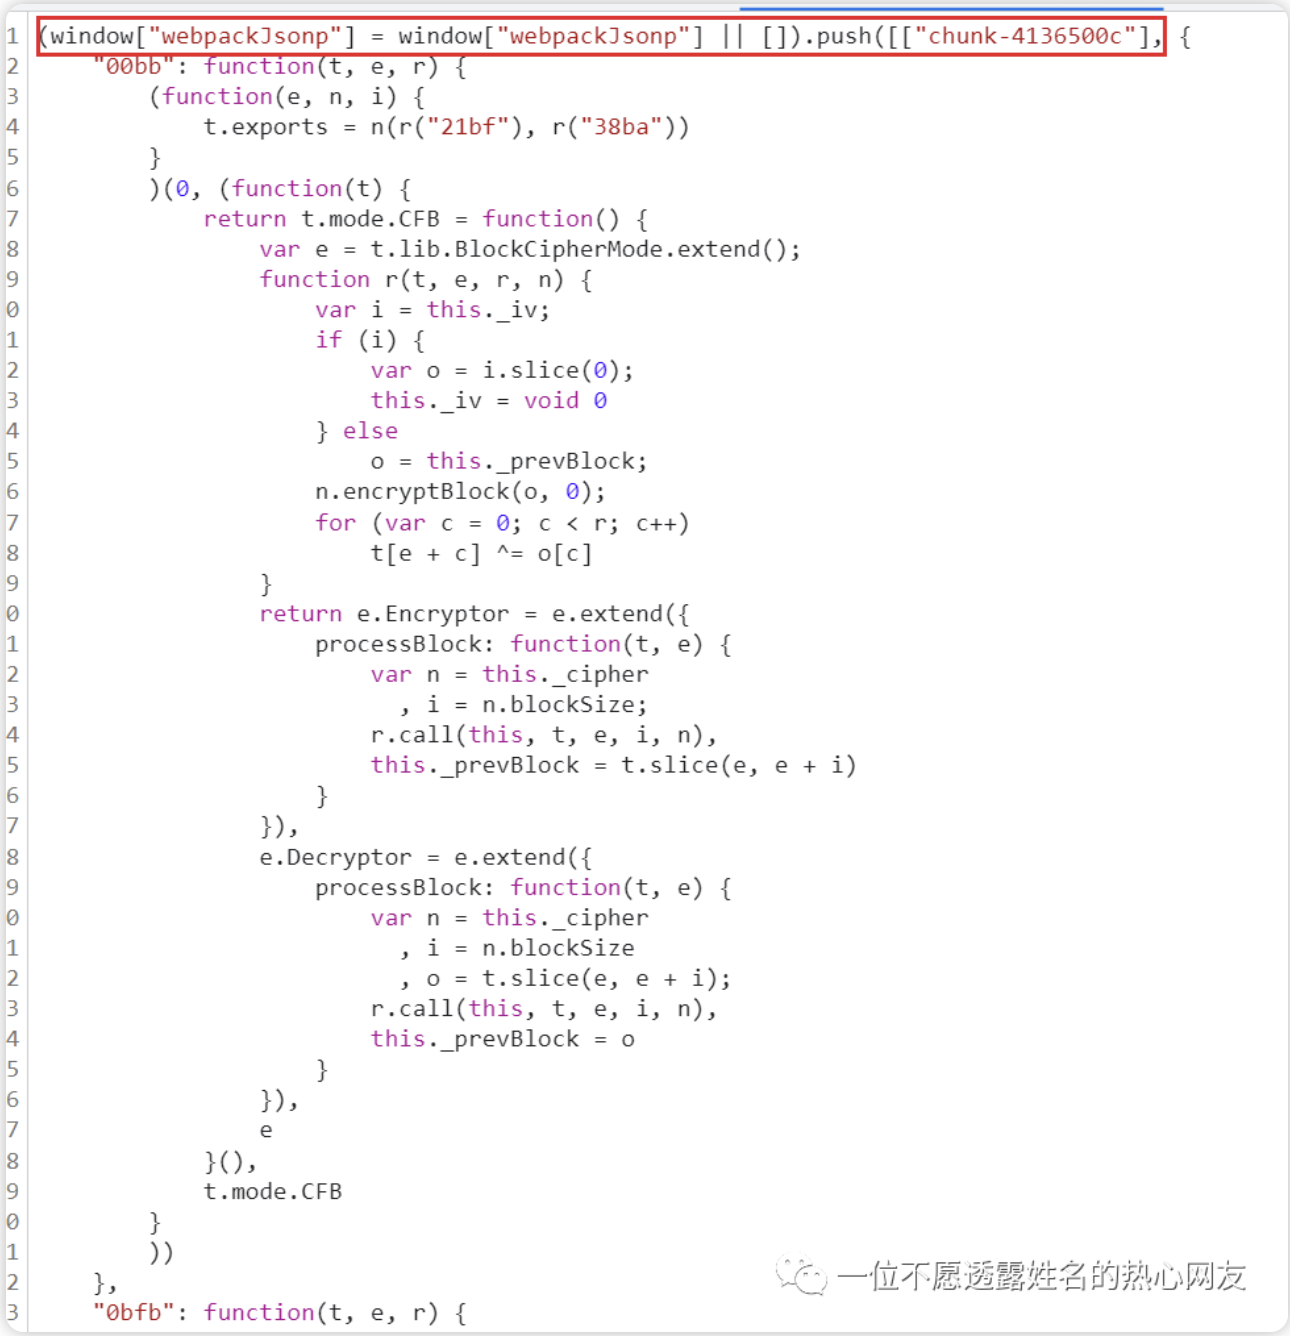 1 (window["webpackJsonp"] = window["webpackJsonp"] || []).push([["chunk-4136500c"], {
2     "00bb": function(t, e, r) {
3         (function(e, n, i) {
4             t.exports = n(r("21bf"), r("38ba"))
5         }
6         )(0, (function(t) {
7             return t.mode.CFB = function() {
8                 var e = t.lib.BlockCipherMode.extend();
9                 function r(t, e, r, n) {
0                     var i = this._iv;
1                     if (i) {
2                         var o = i.slice(0);
3                         this._iv = void 0
4                     } else
5                         o = this._prevBlock;
6                     n.encryptBlock(o, 0);
7                     for (var c = 0; c < r; c++)
8                         t[e + c] ^= o[c]
9                 }
0                 return e.Encryptor = e.extend({
1                     processBlock: function(t, e) {
2                         var n = this._cipher
3                           , i = n.blockSize;
4                         r.call(this, t, e, i, n),
5                         this._prevBlock = t.slice(e, e + i)
6                     }
7                 }),
8                 e.Decryptor = e.extend({
9                     processBlock: function(t, e) {
0                         var n = this._cipher
1                           , i = n.blockSize
2                           , o = t.slice(e, e + i);
3                         r.call(this, t, e, i, n),
4                         this._prevBlock = o
5                     }
6                 }),
7                 e
8             }(),
9             t.mode.CFB
0         }
1         ))
2     },
3     "0bfb": function(t, e, r) {
一位不愿透露姓名的热心网友